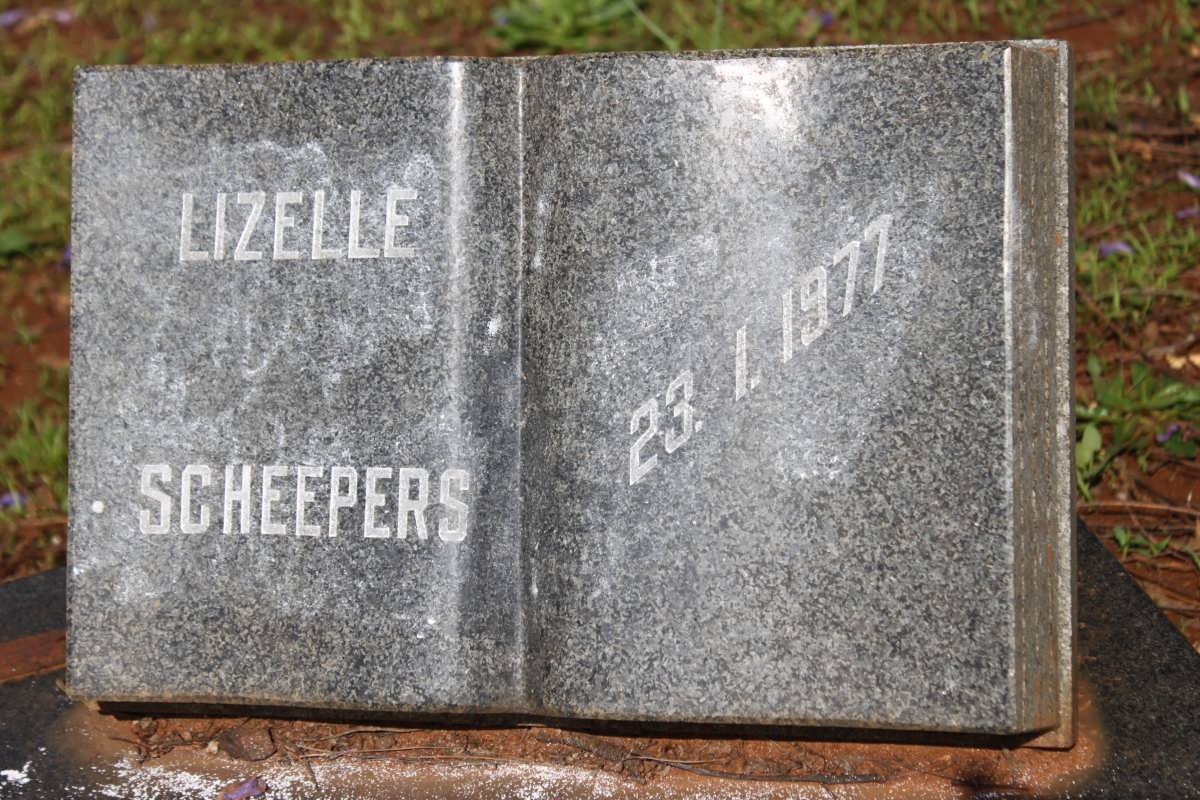 LIZELLE
SCHEEPERS
23. 1. 1977